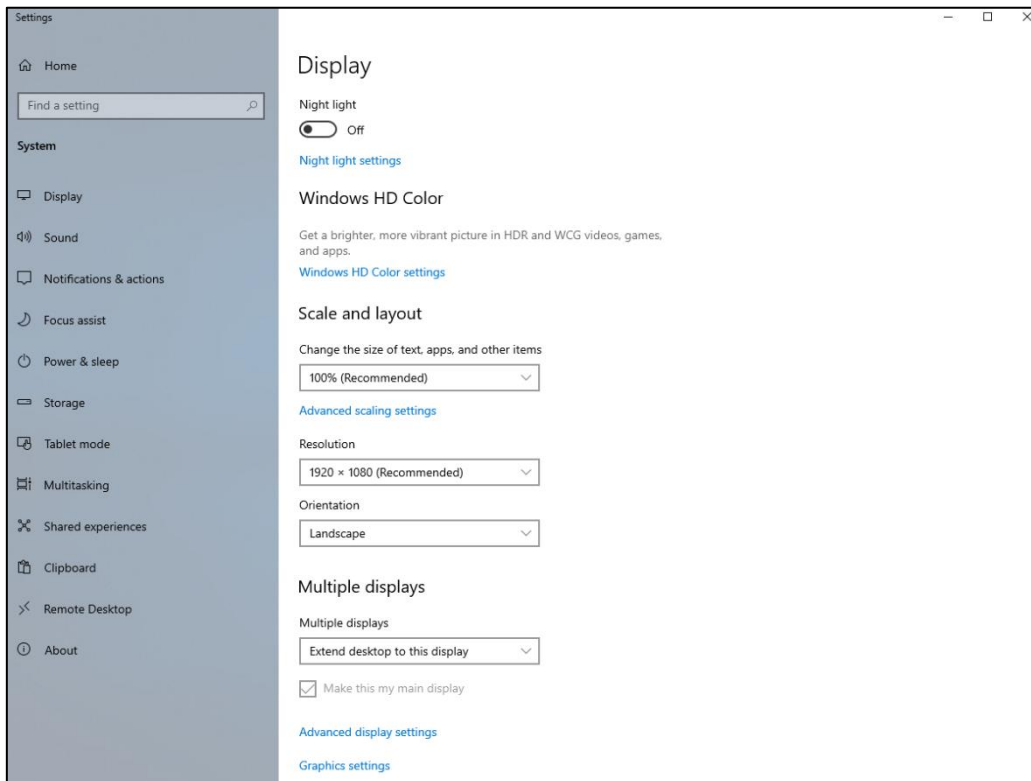 Settings
Home
Find a setting
System
Display
Sound
Notifications & actions
Focus assist
Power & sleep
Storage
Tablet mode
Multitasking
Shared experiences
Clipboard
Remote Desktop
About
Display
Night light
Off
Night light settings
Windows HD Color
Get a brighter, more vibrant picture in HDR and WCG videos, games,
and apps.
Windows HD Color settings
Scale and layout
Change the size of text, apps, and other items
100% (Recommended)
Advanced scaling settings
Resolution
1920 × 1080 (Recommended)
Orientation
Landscape
Multiple displays
Multiple displays
Extend desktop to this display
Make this my main display
Advanced display settings
Graphics settings